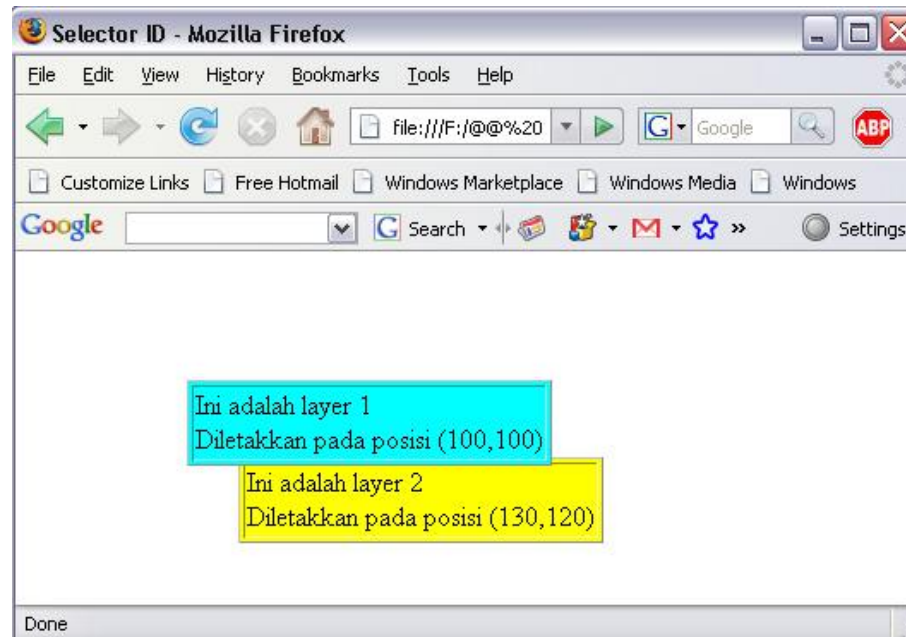 Selector ID - Mozilla Firefox
File Edit View History Bookmarks Tools Help
file:///F:/@@%20 G Google ABP
Customize Links Free Hotmail Windows Marketplace Windows Media Windows
Google G Search » Settings
Ini adalah layer 1
Diletakkan pada posisi (100,100)
Ini adalah layer 2
Diletakkan pada posisi (130,120)
Done